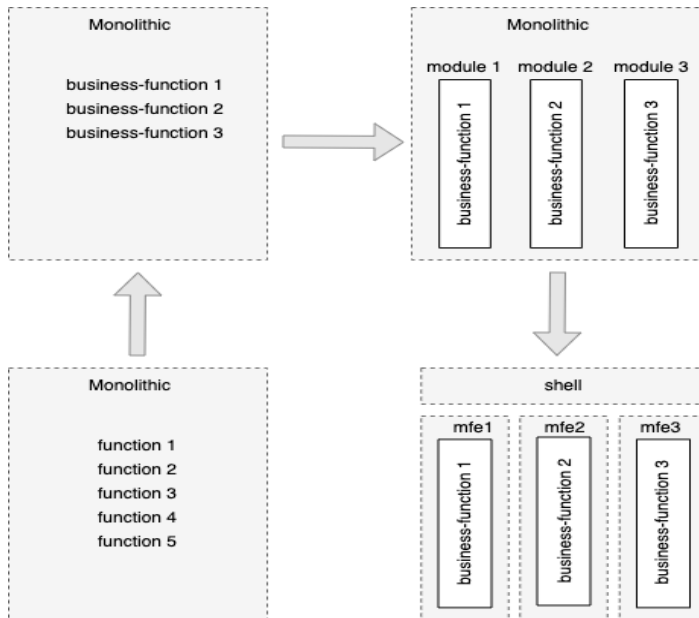 Monolithic
business-function 1
business-function 2
business-function 3
Monolithic
module 1 module 2 module 3
business-function 1
business-function 2
business-function 3
Monolithic
function 1
function 2
function 3
function 4
function 5
shell
mfe1 mfe2 mfe3
business-function 1
business-function 2
business-function 3